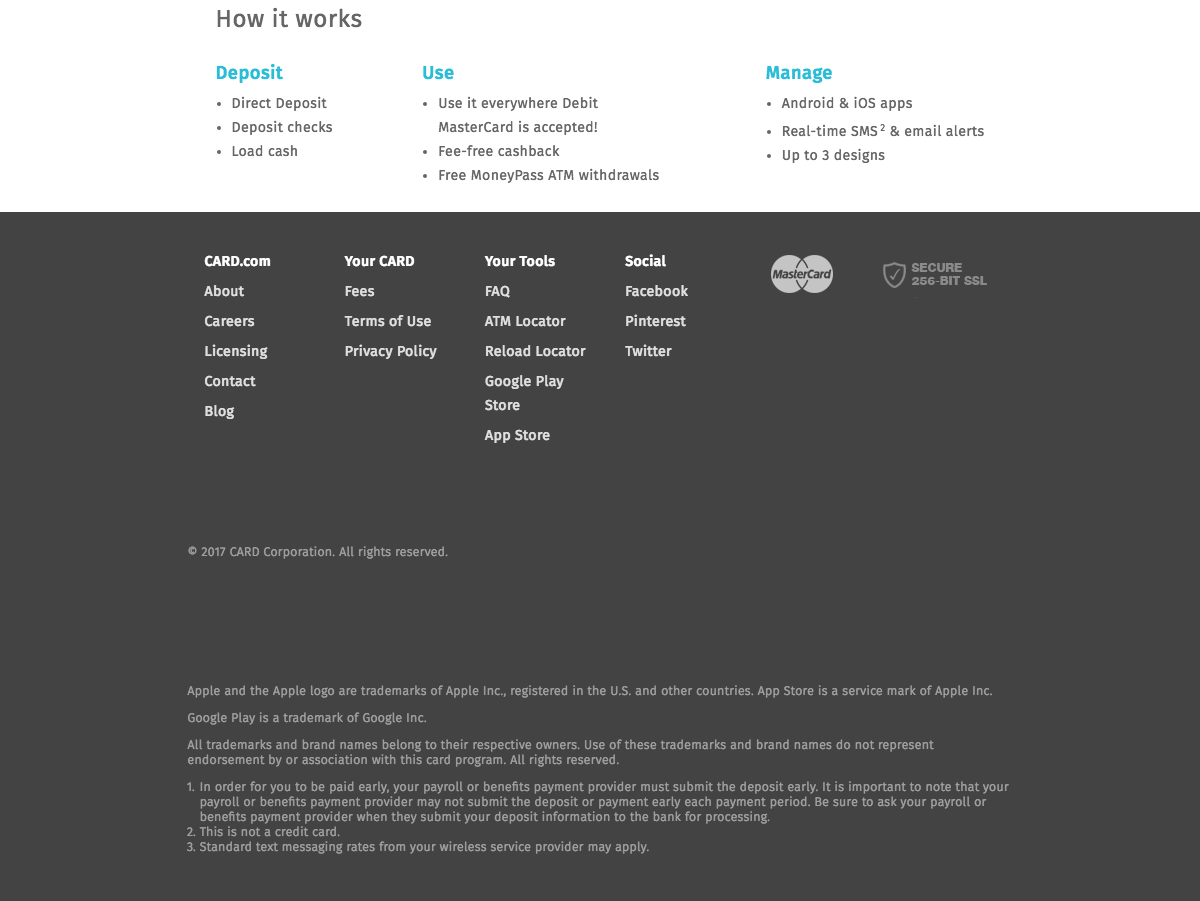 How it works
Deposit
• Direct Deposit
• Deposit checks
• Load cash
Use
• Use it everywhere Debit
MasterCard is accepted!
• Fee-free cashback
• Free MoneyPass ATM withdrawals
Manage
• Android & iOS apps
• Real-time SMS 2 & email alerts
• Up to 3 designs
CARD.com
About
Careers
Licensing
Contact
Blog
Your CARD
Fees
Terms of Use
Privacy Policy
Your Tools
FAQ
ATM Locator
Reload Locator
Google Play
Store
App Store
Social
Facebook
Pinterest
Twitter
MasterCard
SECURE
256-BIT SSL
© 2017 CARD Corporation. All rights reserved.
Apple and the Apple logo are trademarks of Apple Inc., registered in the U.S. and other countries. App Store is a service mark of Apple Inc.
Google Play is a trademark of Google Inc.
All trademarks and brand names belong to their respective owners. Use of these trademarks and brand names do not represent
endorsement by or association with this card program. All rights reserved.
1. In order for you to be paid early, your payroll or benefits payment provider must submit the deposit early. It is important to note that your
payroll or benefits payment provider may not submit the deposit or payment early each payment period. Be sure to ask your payroll or
benefits payment provider when they submit your deposit information to the bank for processing.
2. This is not a credit card.
3. Standard text messaging rates from your wireless service provider may apply.